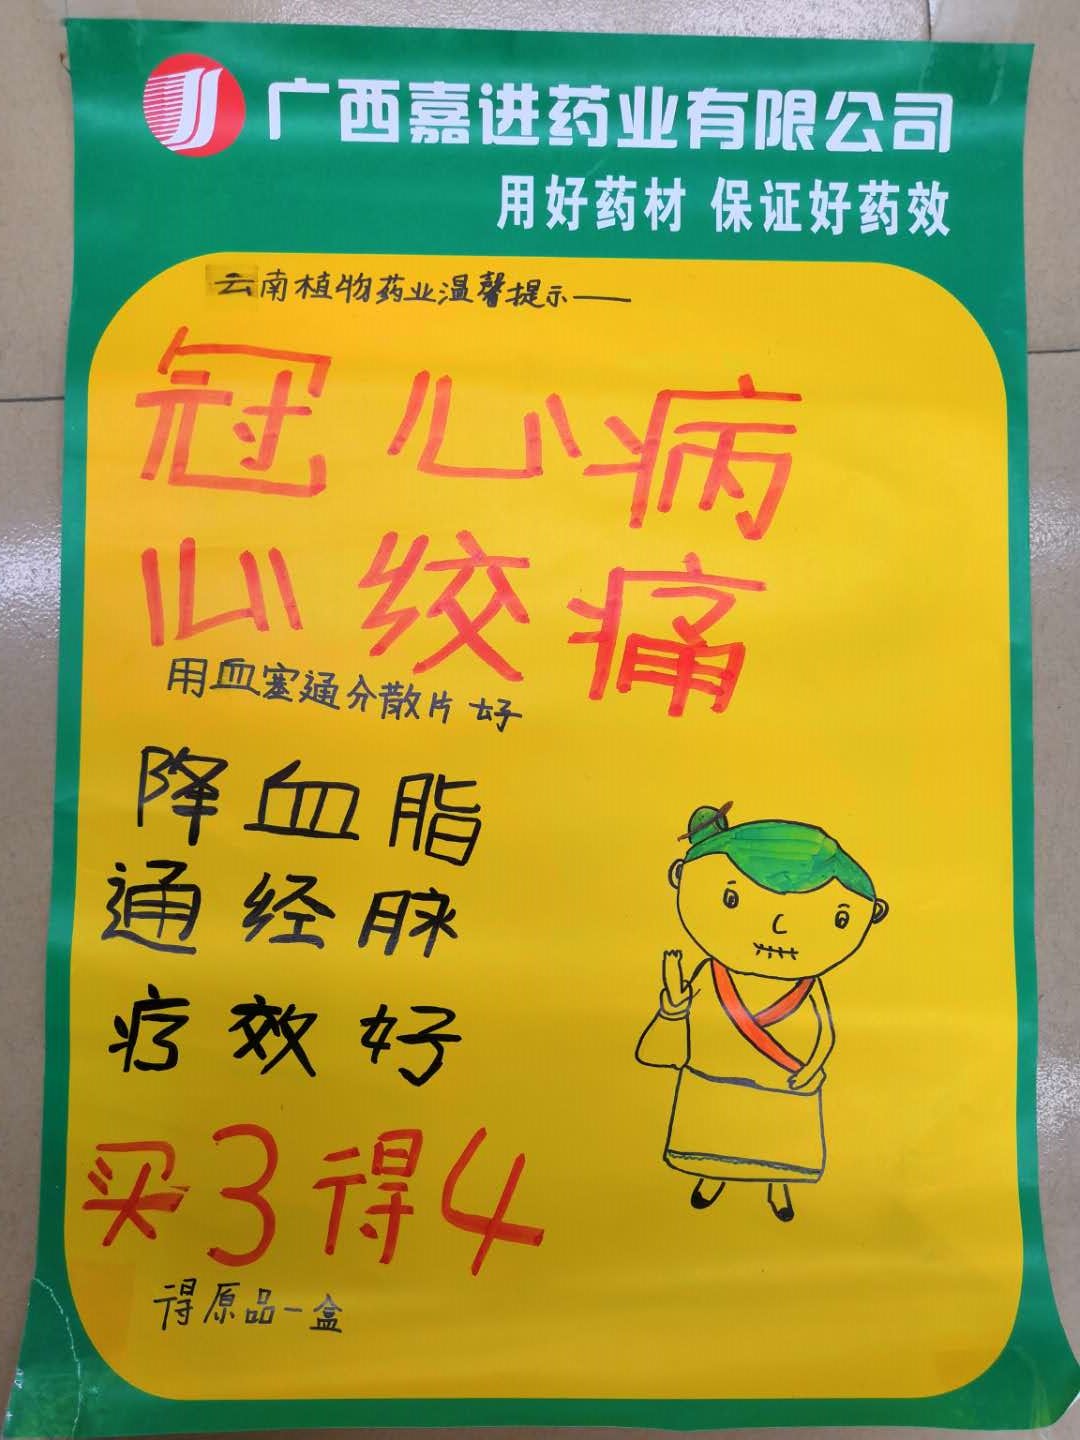 广西嘉进药业有限公司
用好药材 保证好药效
云南植物药业温馨提示——
冠心病
心绞痛
用血塞通分散片好
降血脂
通经脉
疗效好
买3得4
得原品一盒